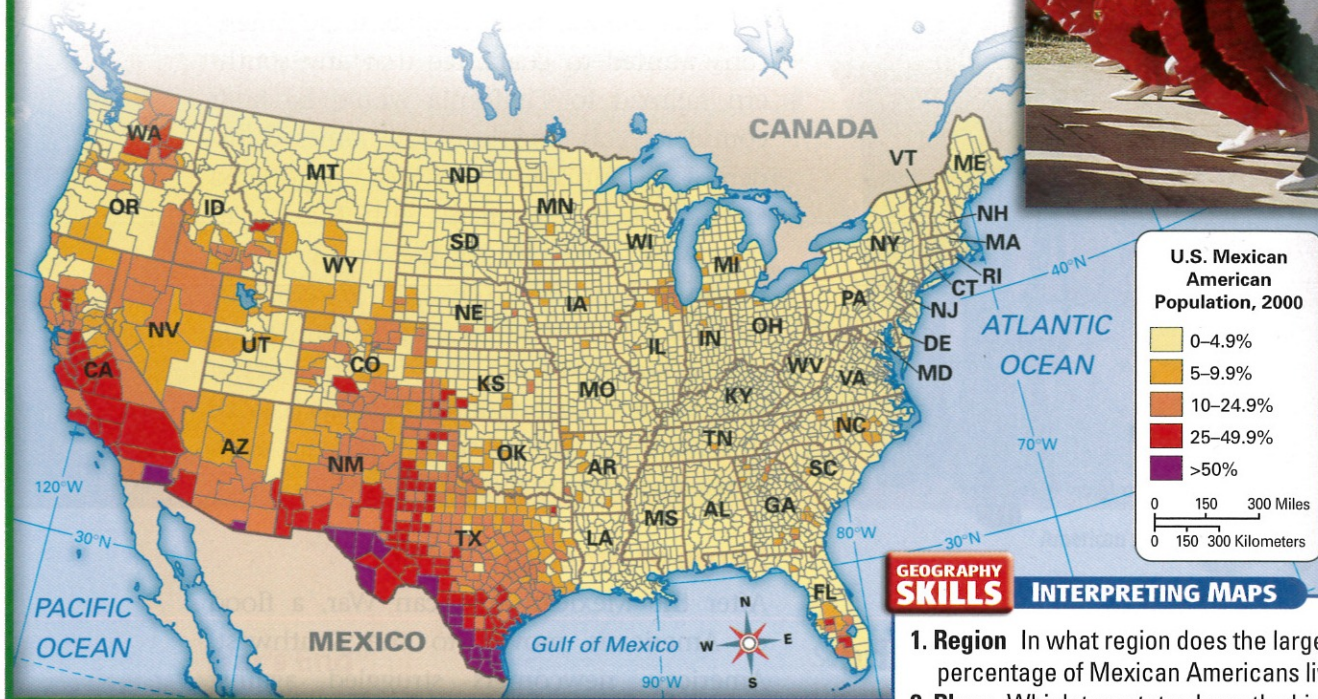 CANADA
WA
MT
ND
MN
VT
ME
OR
ID
SD
WI
MI
NY
NH
MA
RI
CT
40°N
WY
NE
IA
PA
NJ
NV
UT
CO
IL
IN
OH
DE
MD
ATLANTIC
OCEAN
CA
KS
MO
WV
VA
KY
70°W
AZ
NM
OK
AR
TN
NC
SC
120°W
30°N
TX
LA
MS
AL
GA
80°W
30°N
FL
PACIFIC
OCEAN
MEXICO
Gulf of Mexico
90°W
N
W
E
S
U.S. Mexican
American
Population, 2000
0–4.9%
5–9.9%
10–24.9%
25–49.9%
>50%
0 150 300 Miles
0 150 300 Kilometers
GEOGRAPHY
SKILLS
INTERPRETING MAPS
1. Region In what region does the large
percentage of Mexican Americans li